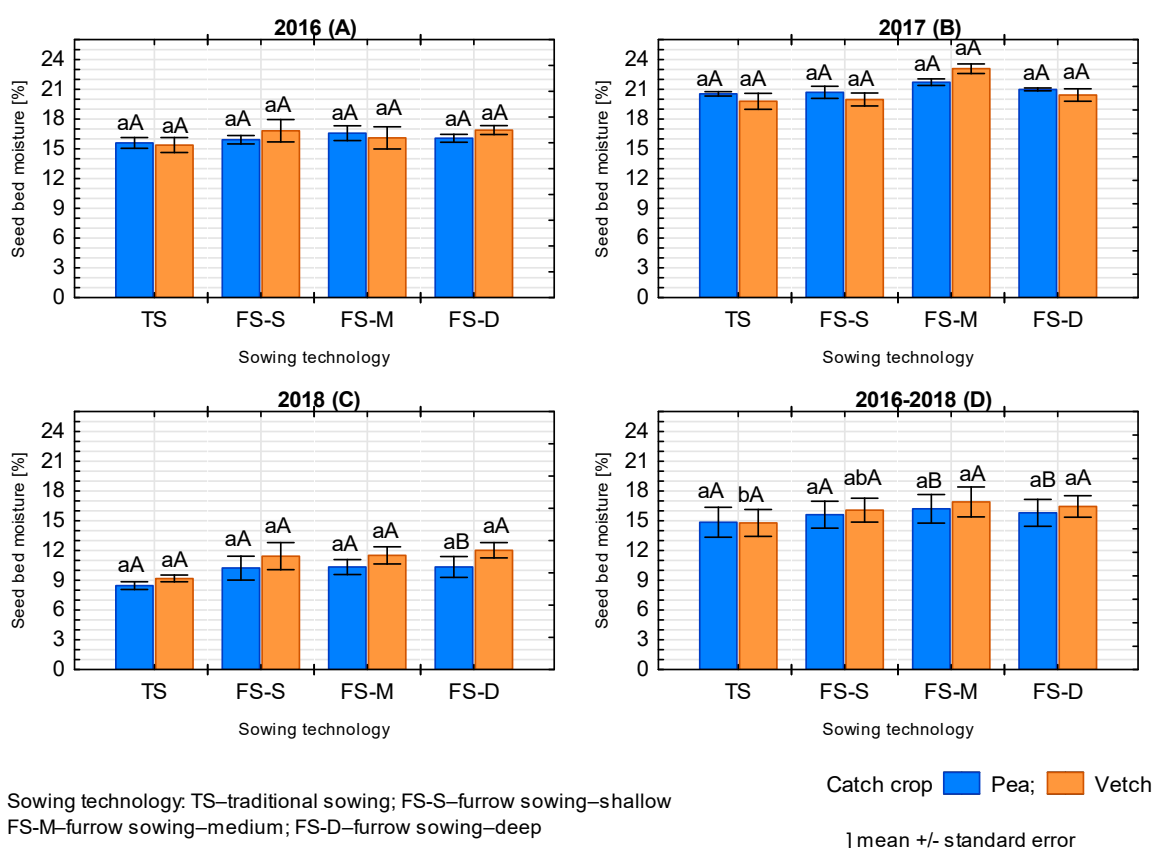 2016 (A)
Seed bed moisture [%]
24
21
18
15
12
9
6
3
0
aA aA aA aA aA aA aA aA
TS FS-S FS-M FS-D
Sowing technology
2017 (B)
Seed bed moisture [%]
24
21
18
15
12
9
6
3
0
aA aA aA aA aA aA aA aA
TS FS-S FS-M FS-D
Sowing technology
2018 (C)
Seed bed moisture [%]
24
21
18
15
12
9
6
3
0
aA aA aA aA aA aA aB aA
TS FS-S FS-M FS-D
Sowing technology
2016-2018 (D)
Seed bed moisture [%]
24
21
18
15
12
9
6
3
0
aA bA aA abA aB aA aB aA
TS FS-S FS-M FS-D
Sowing technology
Catch crop Pea; Vetch
Sowing technology: TS–traditional sowing; FS-S–furrow sowing–shallow
FS-M–furrow sowing–medium; FS-D–furrow sowing–deep
] mean +/- standard error